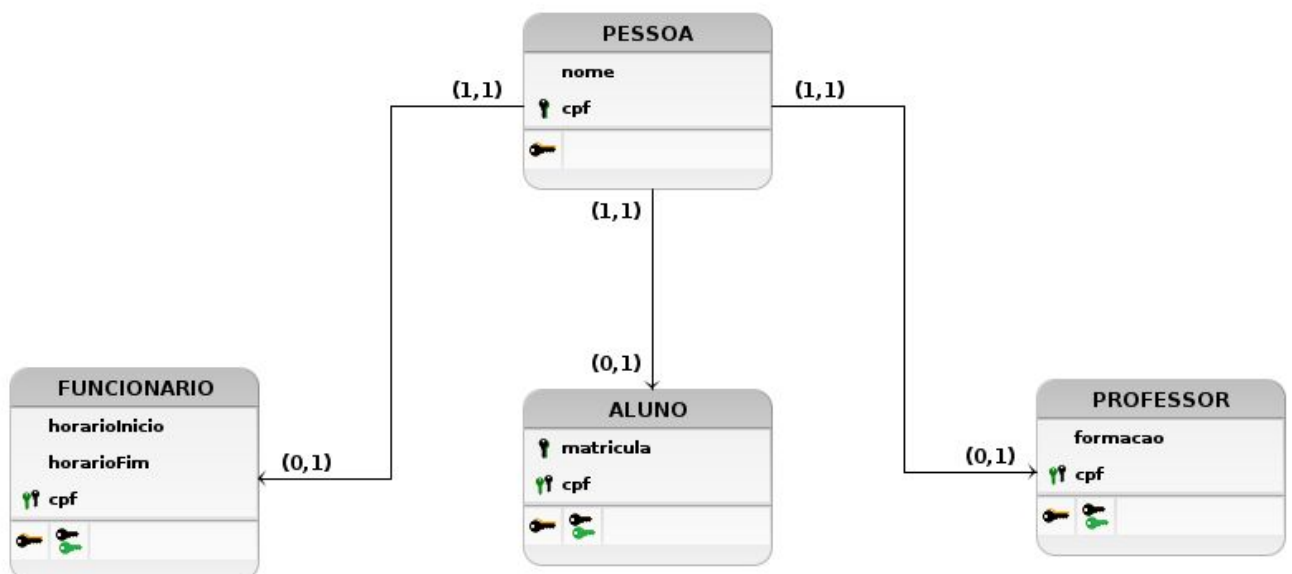 PESSOA
nome
cpf
(1,1)
(1,1)
(1,1)
(0,1)
(0,1)
(0,1)
FUNCIONARIO
horarioInicio
horarioFim
cpf
ALUNO
matricula
cpf
PROFESSOR
formacao
cpf